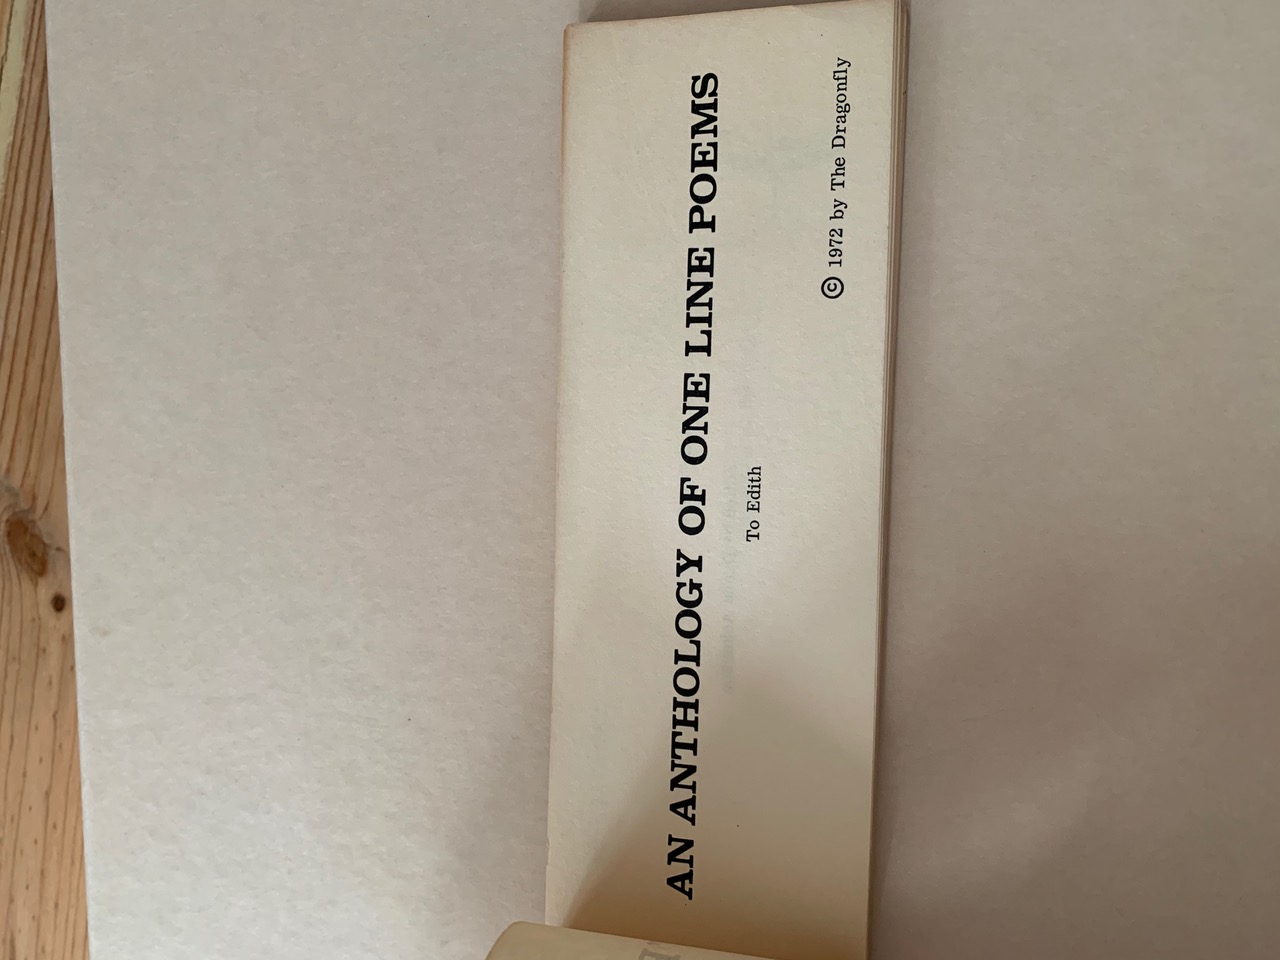 AN ANTHOLOGY OF ONE LINE POEMS
To Edith
© 1972 by The Dragonfly